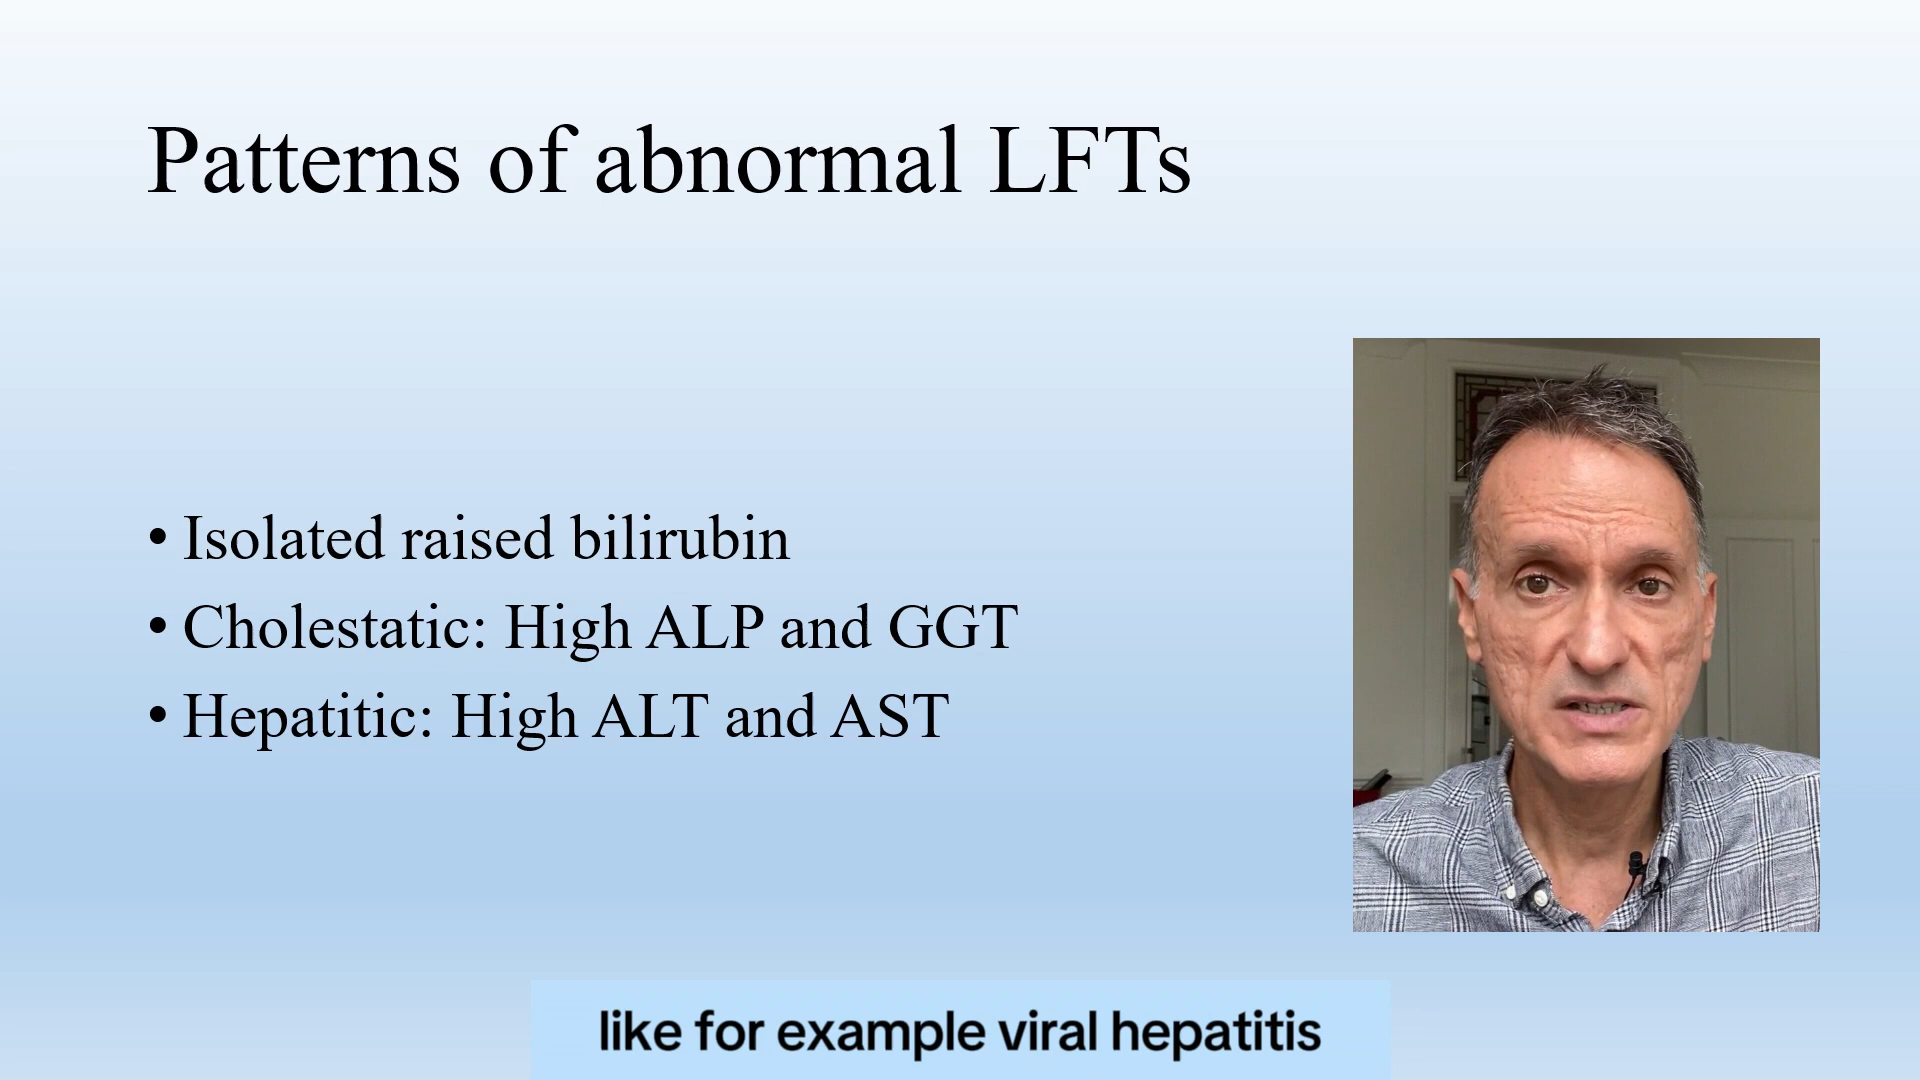 Patterns of abnormal LFTs
• Isolated raised bilirubin
• Cholestatic: High ALP and GGT
• Hepatitic: High ALT and AST
like for example viral hepatitis